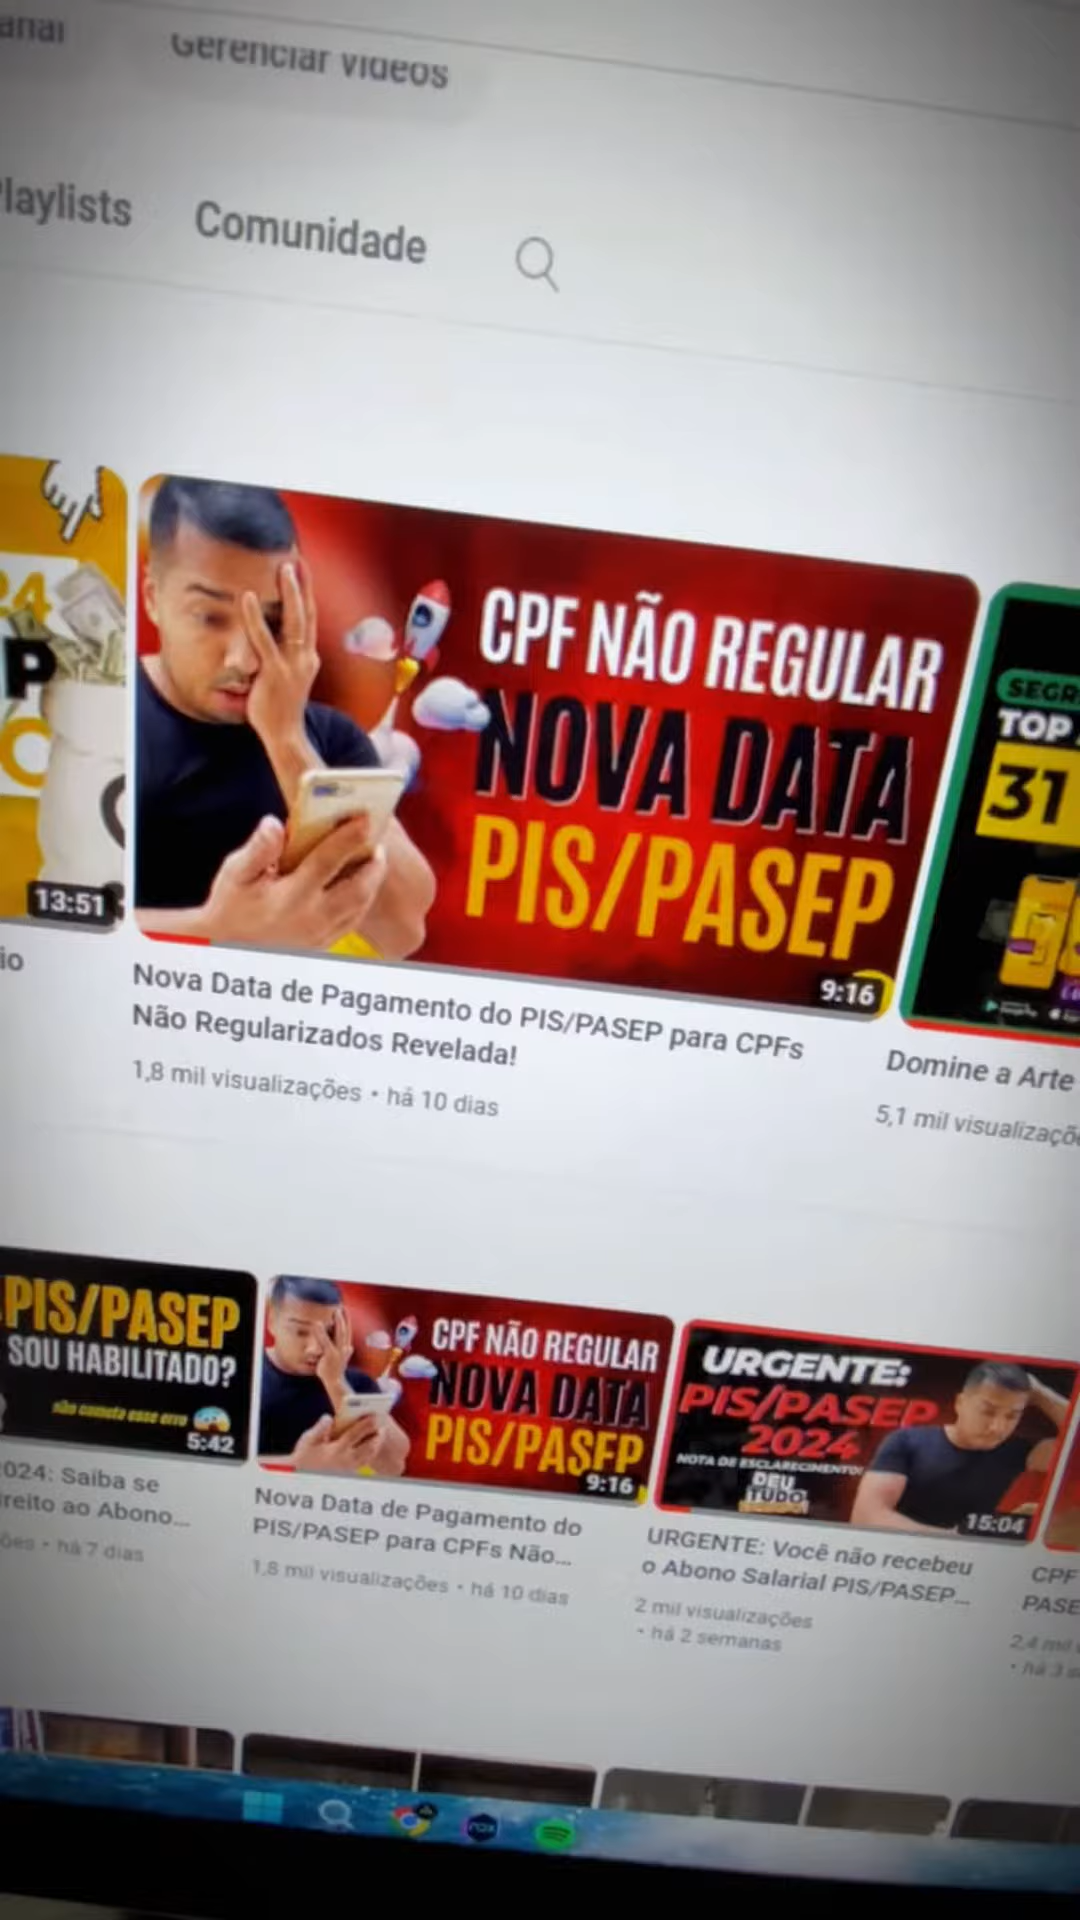 Gerenciar vídeos
Playlists
Comunidade
24
P
13:51
CPF NÃO REGULAR
NOVA DATA
PIS/PASEP
9:16
TOP
31
io
Nova Data de Pagamento do PIS/PASEP para CPFs
Não Regularizados Revelada!
1,8 mil visualizações • há 10 dias
Domine a Arte
5,1 mil visualizaçõe
PIS/PASEP
SOU HABILITADO?
não cometa esse erro
5:42
2024: Saiba se
ireito ao Abono...
ões • há 7 dias
CPF NÃO REGULAR
NOVA DATA
PIS/PASEP
9:16
Nova Data de Pagamento do
PIS/PASEP para CPFs Não...
1,8 mil visualizações • há 10 dias
URGENTE:
PIS/PASEP
2024
NOTA DE ESCLARECIMENTO!
DEU
TUDO
15:04
URGENTE: Você não recebeu
o Abono Salarial PIS/PASEP...
2 mil visualizações
• há 2 semanas
CPF
PASE
2,4 mil
• há 3 s